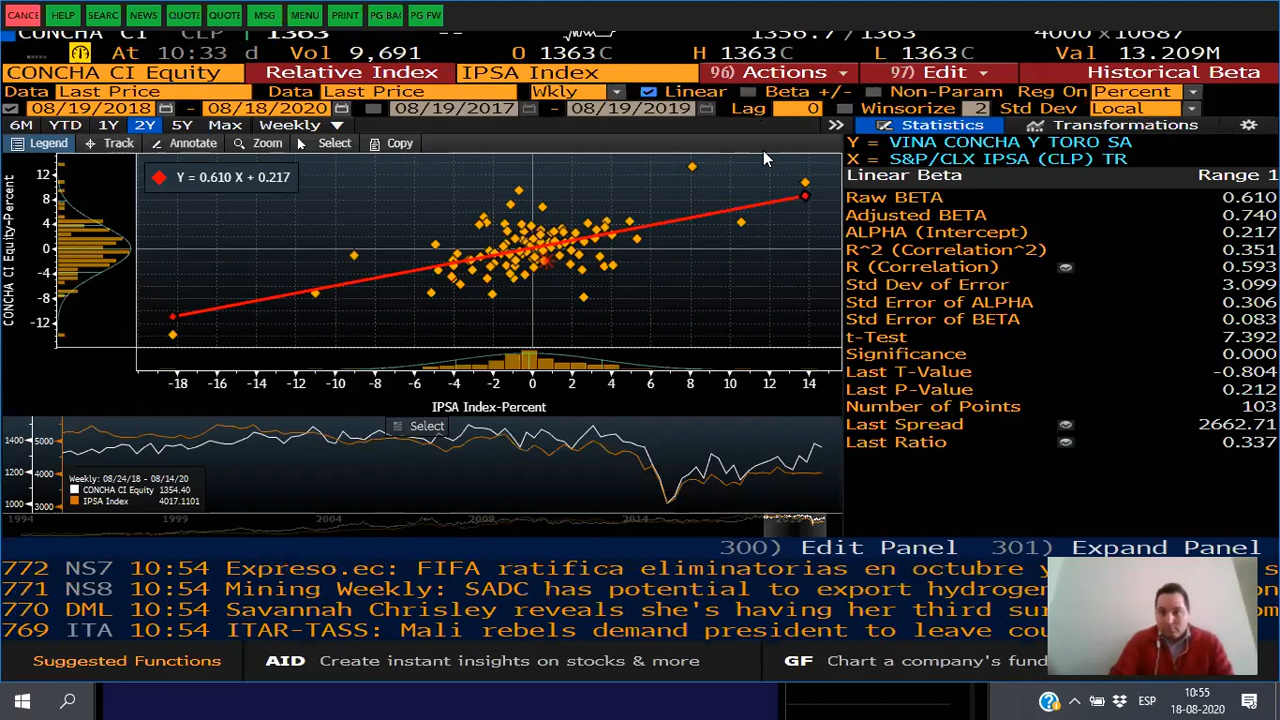 CANCE HELP SEARC NEWS QUOTE QUOTE MSG MENU PRINT PG BAC PG FW
CONCHA CI CLP 1363 -- 1356.7 / 1363 4000 x 10687
At 10:33 d Vol 9,691 O 1363C H 1363C L 1363C Val 13.209M
CONCHA CI Equity Relative Index IPSA Index 96) Actions 97) Edit Historical Beta
Data Last Price Data Last Price Wkly Linear Beta +/- Non-Param Reg On Percent
08/19/2018 - 08/18/2020 08/19/2017 - 08/19/2019 Lag 0 Winsorize 2 Std Dev Local
6M YTD 1Y 2Y 5Y Max Weekly » Statistics Transformations
Legend Track Annotate Zoom Select Copy
Y = VINA CONCHA Y TORO SA
X = S&P/CLX IPSA (CLP) TR
Linear Beta Range 1
Raw BETA 0.610
Adjusted BETA 0.740
ALPHA (Intercept) 0.217
R^2 (Correlation^2) 0.351
R (Correlation) 0.593
Std Dev of Error 3.099
Std Error of ALPHA 0.306
Std Error of BETA 0.083
t-Test 7.392
Significance 0.000
Last T-Value -0.804
Last P-Value 0.212
Number of Points 103
Last Spread 2662.71
Last Ratio 0.337
Y = 0.610 X + 0.217
CONCHA CI Equity-Percent
12
8
4
0
-4
-8
-12
-18 -16 -14 -12 -10 -8 -6 -4 -2 0 2 4 6 8 10 12 14
IPSA Index-Percent
Select
1400 5000
1200 4000
1000 3000
Weekly: 08/24/18 - 08/14/20
CONCHA CI Equity 1354.40
IPSA Index 4017.1101
1994 1999 2004 2009 2014
300) Edit Panel 301) Expand Panel
772 NS7 10:54 Expreso.ec: FIFA ratifica eliminatorias en octubre y
771 NS8 10:54 Mining Weekly: SADC has potential to export hydrogen
770 DML 10:54 Savannah Chrisley reveals she's having her third
769 ITA 10:54 ITAR-TASS: Mali rebels demand president to leave
Suggested Functions AID Create instant insights on stocks & more GF Chart a company's fund
ESP
10:55
18-08-2020